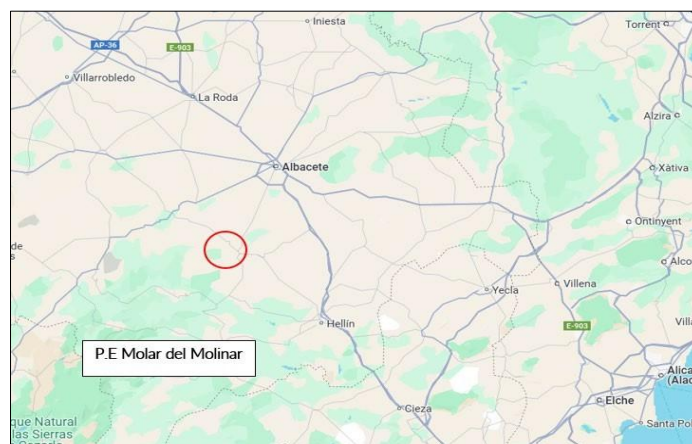 Iniesta
Torrent
AP-36
E-903
Villarrobledo
La Roda
Alzira
Albacete
Xàtiva
Ontinyent
de
Alco
Yecla
Villena
Hellín
E-903
Villa
P.E Molar del Molinar
Alica
(Alac
Elche
Cieza
que Natural
las Sierras
Santa Pol